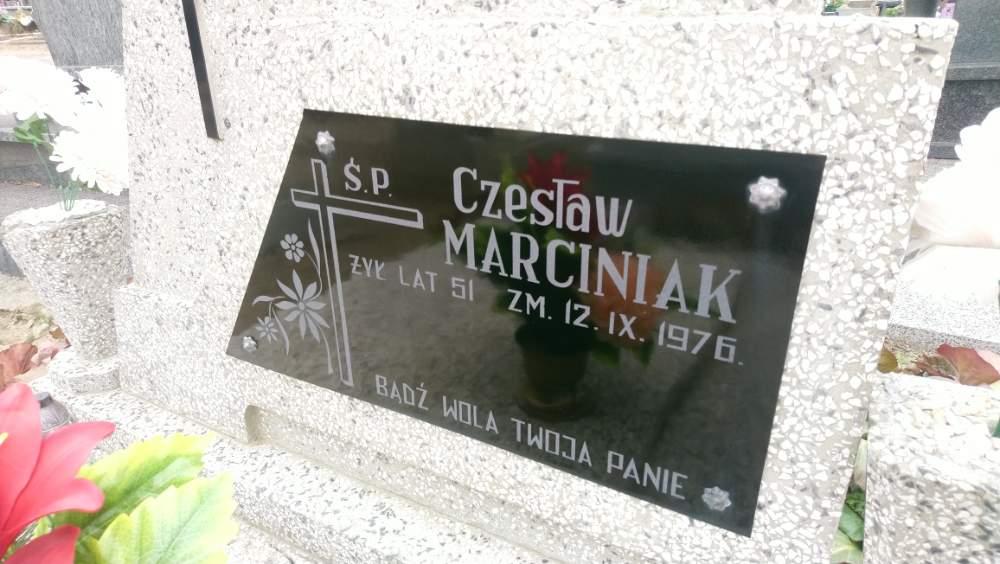 Ś.P.
Czesław
MARCINIAK
ŻYŁ LAT 51 ZM. 12. IX. 1976.
BĄDŹ WOLA TWOJA PANIE